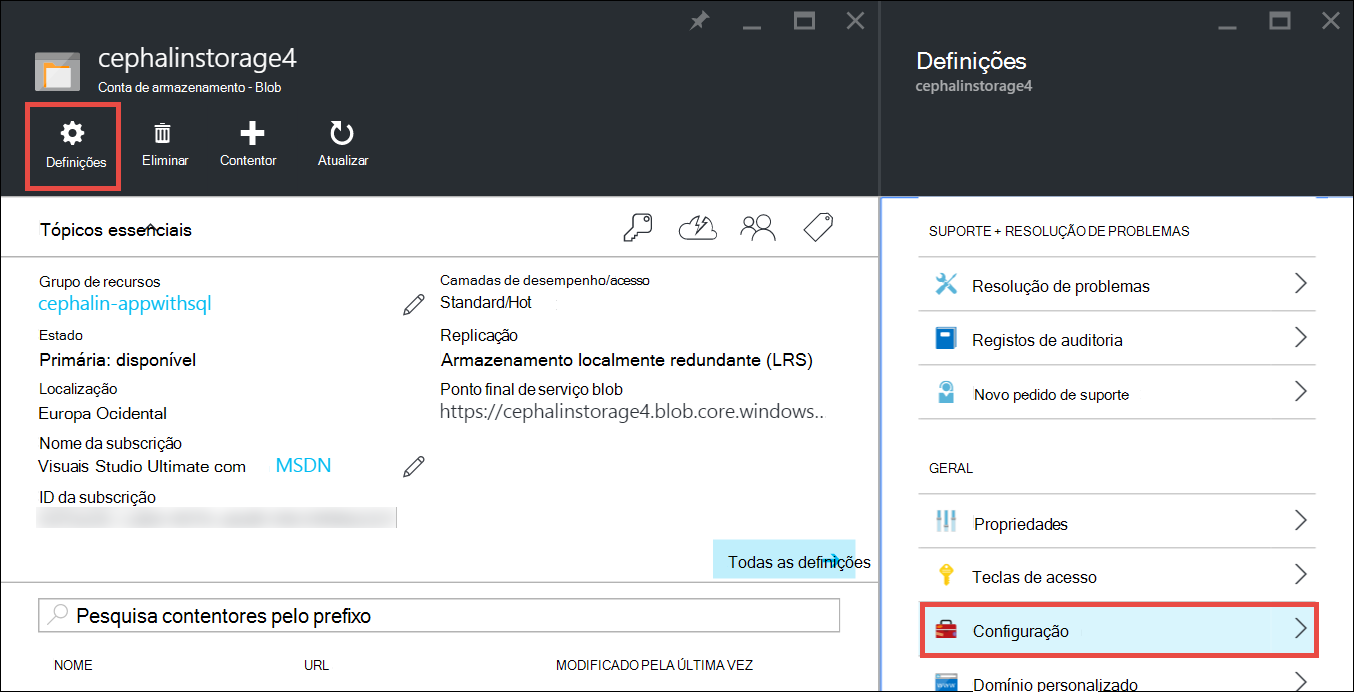 cephalinstorage4
Conta de armazenamento - Blob
Definições
Eliminar
Contentor
Atualizar
Tópicos essenciais
Grupo de recursos
cephalin-appwithsql
Estado
Primária: disponível
Localização
Europa Ocidental
Nome da subscrição
Visuais Studio Ultimate com MSDN
ID da subscrição
Camadas de desempenho/acesso
Standard/Hot
Replicação
Armazenamento localmente redundante (LRS)
Ponto final de serviço blob
https://cephalinstorage4.blob.core.windows..
Todas as definições
Pesquisa contentores pelo prefixo
NOME URL MODIFICADO PELA ÚLTIMA VEZ
Definições
cephalinstorage4
SUPORTE + RESOLUÇÃO DE PROBLEMAS
Resolução de problemas
Registos de auditoria
Novo pedido de suporte
GERAL
Propriedades
Teclas de acesso
Configuração
Domínio personalizado